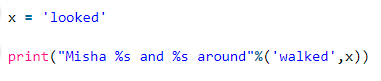 x = 'looked'
print("Misha %s and %s around"%('walked',x))